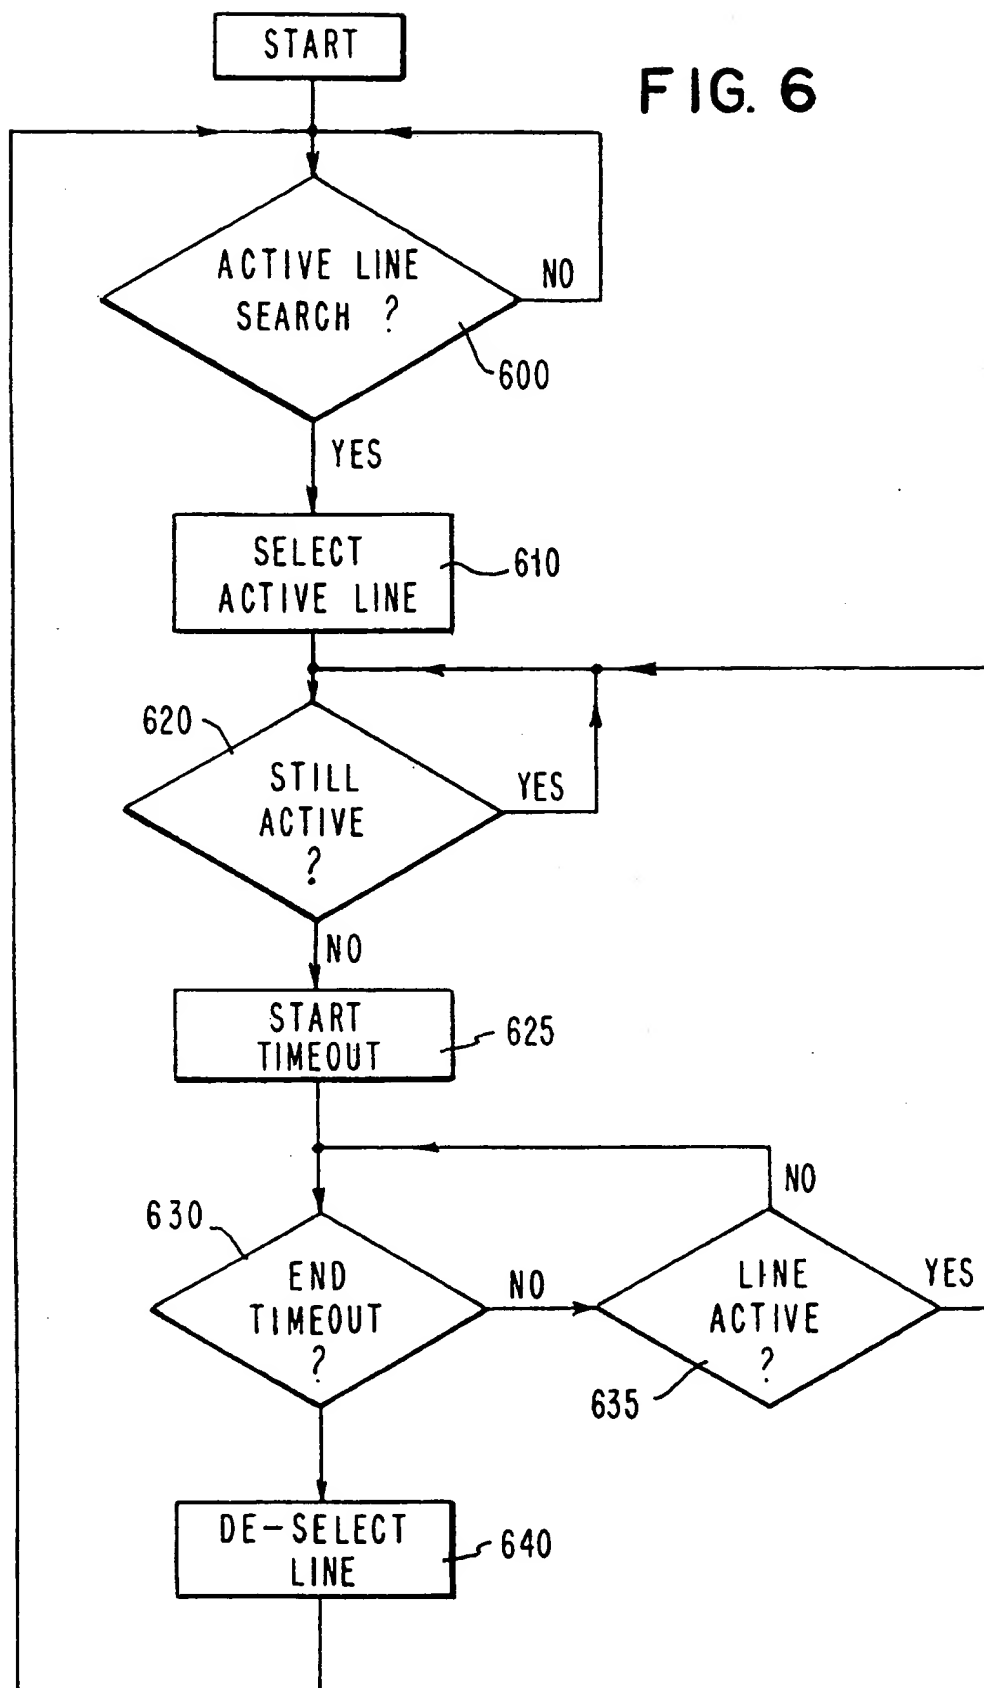 START
FIG. 6
ACTIVE LINE
SEARCH ?
NO
600
YES
SELECT
ACTIVE LINE
610
620
STILL
ACTIVE
?
YES
NO
START
TIMEOUT
625
NO
630
END
TIMEOUT
?
NO
LINE
ACTIVE
?
YES
635
DE-SELECT
LINE
640